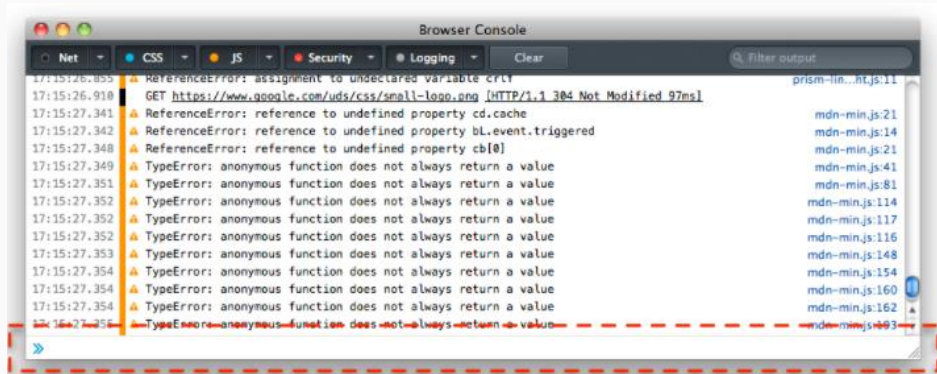 Browser Console
Net CSS JS Security Logging Clear Filter output
17:15:26.855 ReferenceError: assignment to undeclared variable crlf prism-lin...ht.js:11
17:15:26.910 GET https://www.google.com/uds/css/small-logo.png [HTTP/1.1 304 Not Modified 97ms]
17:15:27.341 ReferenceError: reference to undefined property cd.cache mdn-min.js:21
17:15:27.342 ReferenceError: reference to undefined property bL.event.triggered mdn-min.js:14
17:15:27.348 ReferenceError: reference to undefined property cb[0] mdn-min.js:21
17:15:27.349 TypeError: anonymous function does not always return a value mdn-min.js:41
17:15:27.351 TypeError: anonymous function does not always return a value mdn-min.js:81
17:15:27.352 TypeError: anonymous function does not always return a value mdn-min.js:114
17:15:27.352 TypeError: anonymous function does not always return a value mdn-min.js:117
17:15:27.352 TypeError: anonymous function does not always return a value mdn-min.js:116
17:15:27.353 TypeError: anonymous function does not always return a value mdn-min.js:148
17:15:27.354 TypeError: anonymous function does not always return a value mdn-min.js:154
17:15:27.354 TypeError: anonymous function does not always return a value mdn-min.js:160
17:15:27.354 TypeError: anonymous function does not always return a value mdn-min.js:162
17:15:27.355 TypeError: anonymous function does not always return a value mdn-min.js:193
»